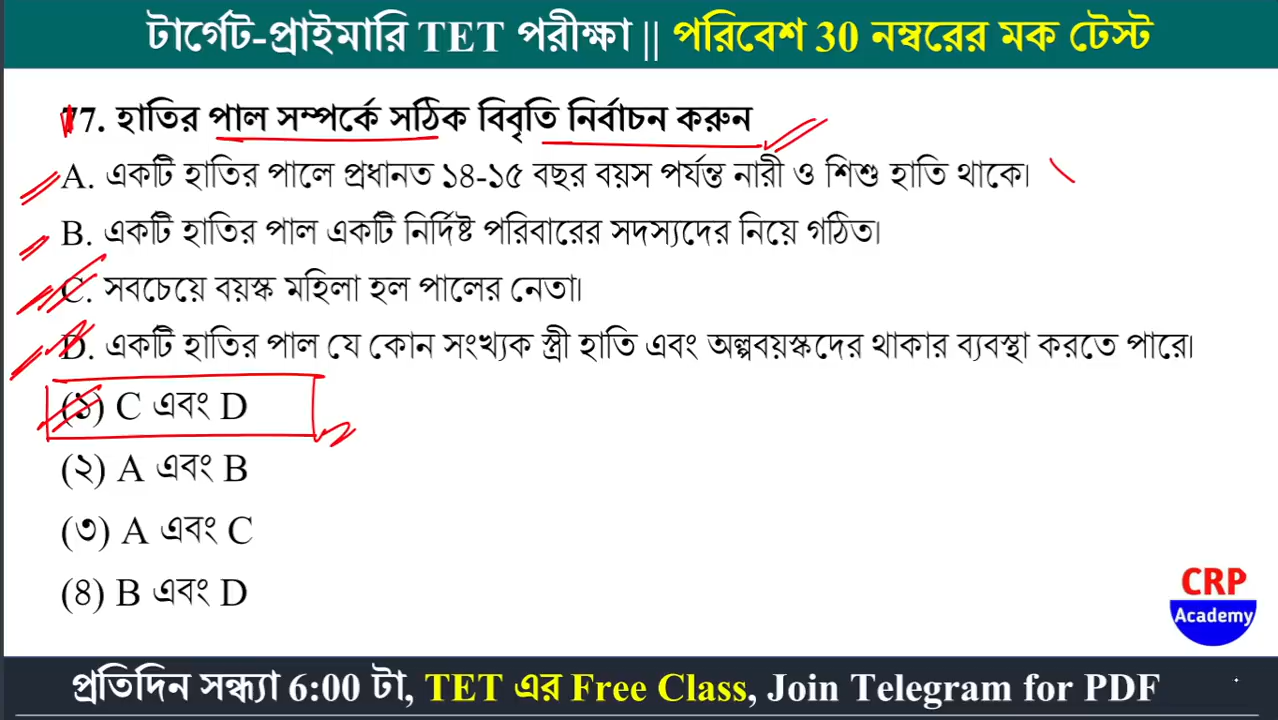 টার্গেট-প্রাইমারি TET পরীক্ষা || পরিবেশ 30 নম্বরের মক টেস্ট
17. হাতির পাল সম্পর্কে সঠিক বিবৃতি নির্বাচন করুন
A. একটি হাতির পালে প্রধানত ১৪-১৫ বছর বয়স পর্যন্ত নারী ও শিশু হাতি থাকে।
B. একটি হাতির পাল একটি নির্দিষ্ট পরিবারের সদস্যদের নিয়ে গঠিত।
C. সবচেয়ে বয়স্ক মহিলা হল পালের নেতা।
D. একটি হাতির পাল যে কোন সংখ্যক স্ত্রী হাতি এবং অল্পবয়স্কদের থাকার ব্যবস্থা করতে পারে।
(১) C এবং D
(২) A এবং B
(৩) A এবং C
(8) B এবং D
CRP
Academy
প্রতিদিন সন্ধ্যা 6:00 টা, TET এর Free Class, Join Telegram for PDF